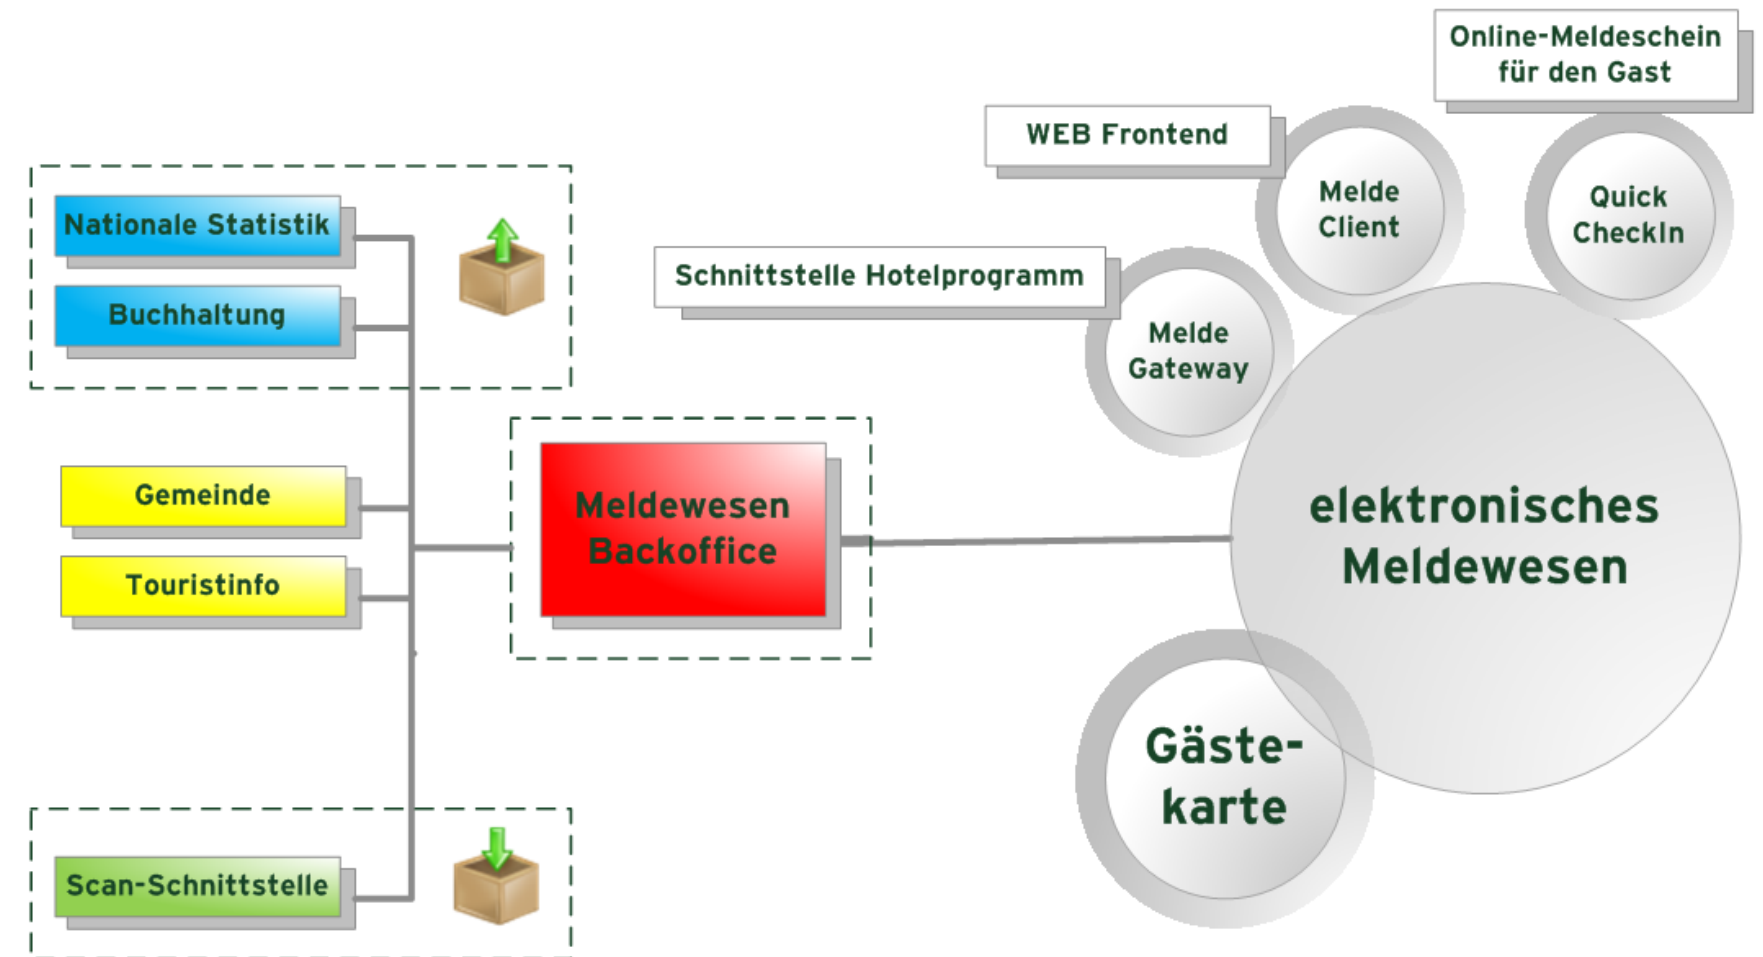 Online-Meldeschein
für den Gast
WEB Frontend
Melde
Client
Quick
CheckIn
Nationale Statistik
Schnittstelle Hotelprogramm
Buchhaltung
Melde
Gateway
Gemeinde
Meldewesen
Backoffice
elektronisches
Meldewesen
Touristinfo
Gäste-
karte
Scan-Schnittstelle